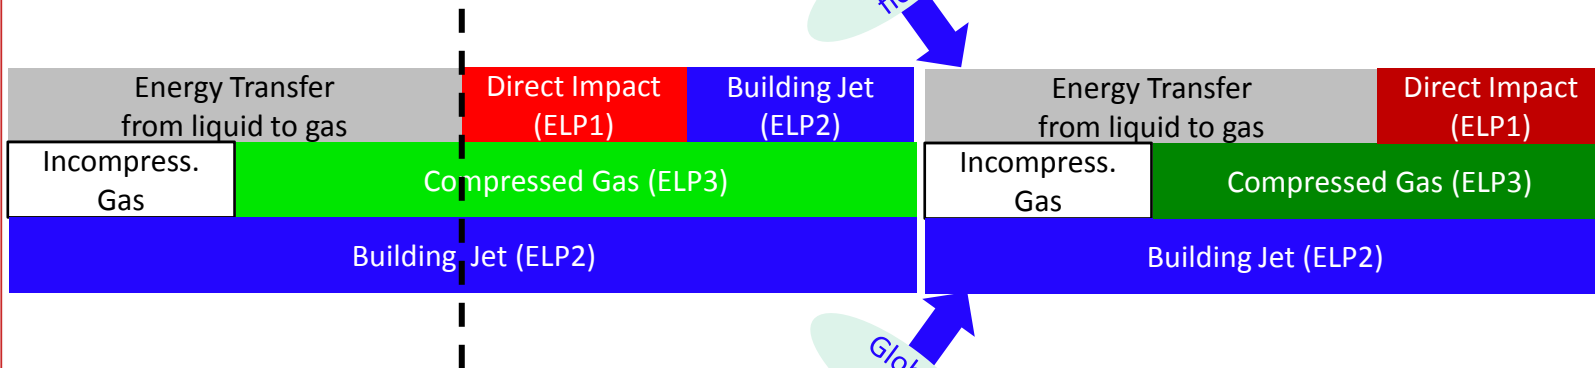 Energy Transfer
from liquid to gas
Direct Impact
(ELP1)
Building Jet
(ELP2)
Energy Transfer
from liquid to gas
Direct Impact
(ELP1)
Incompress.
Gas
Compressed Gas (ELP3)
Incompress.
Gas
Compressed Gas (ELP3)
Building Jet (ELP2)
Building Jet (ELP2)